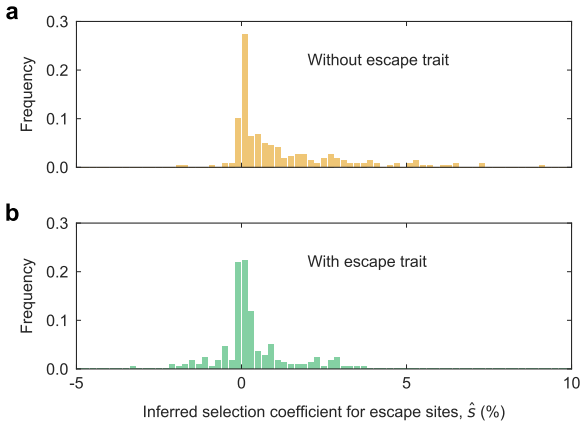 a
0.3
0.2
0.1
0.0
Frequency
Without escape trait
b
0.3
0.2
0.1
0.0
Frequency
With escape trait
-5
0
5
10
Inferred selection coefficient for escape sites, ŝ (%)